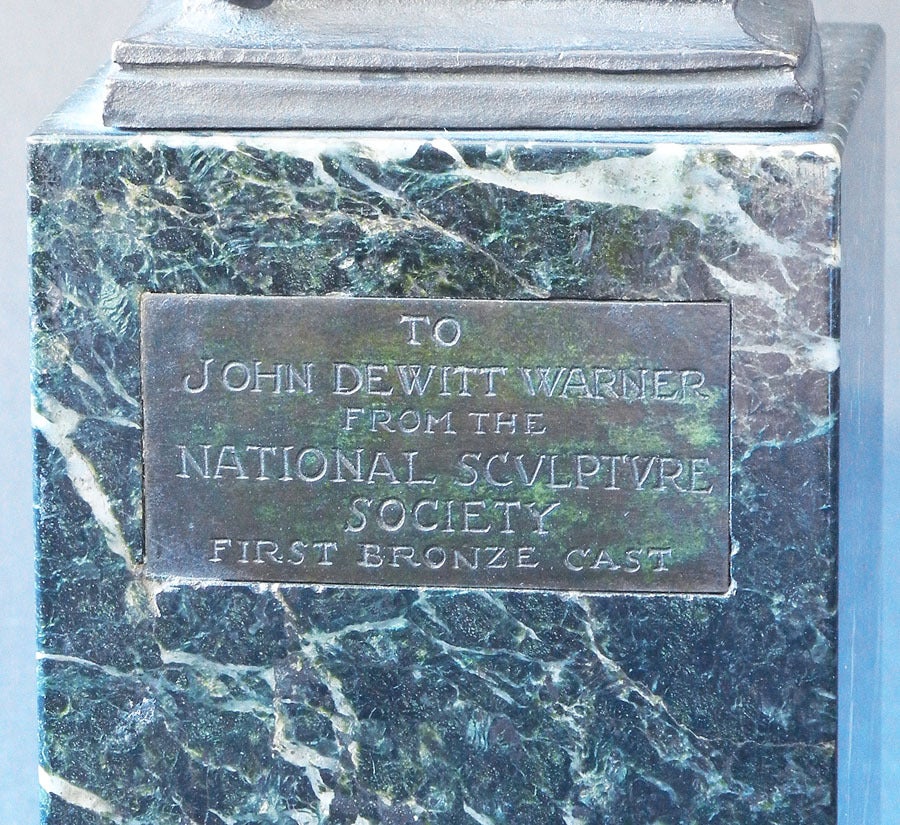 TO
JOHN DEWITT WARNER
FROM THE
NATIONAL SCVLPTVRE
SOCIETY
FIRST BRONZE CAST